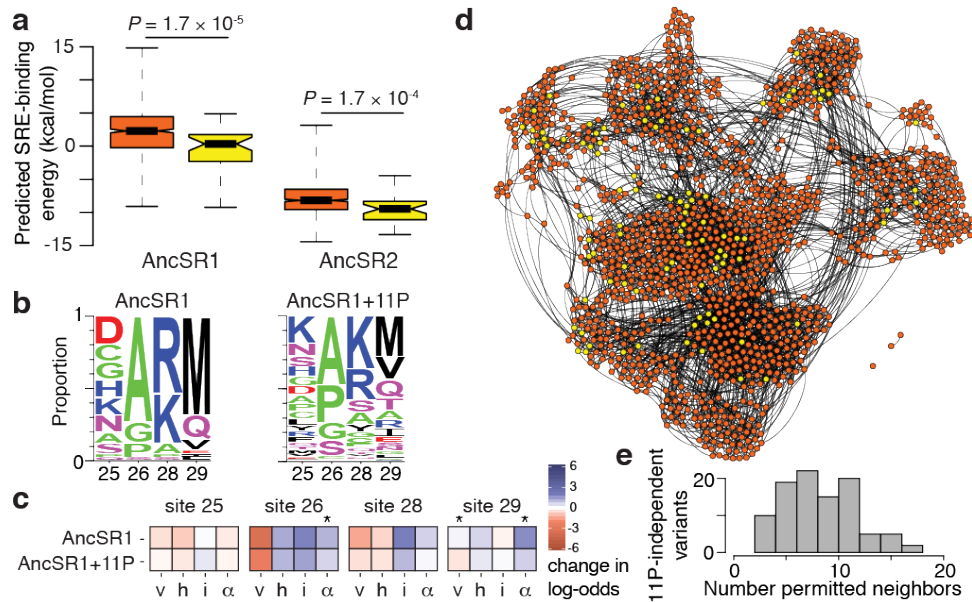 a
P = 1.7 × 10⁻⁵
P = 1.7 × 10⁻⁴
Predicted SRE-binding
energy (kcal/mol)
15
0
-15
AncSR1
AncSR2
b
AncSR1
AncSR1+11P
Proportion
1
0
D A R M
C G K Q
G P A V
H
K
N
A
S
25 26 28 29
K A K M
N P R V
S G S Q
H S A T
G
D
A
25 26 28 29
c
site 25
site 26
site 28
site 29
*
*
*
AncSR1 -
AncSR1+11P -
v h i α
v h i α
v h i α
v h i α
6
3
0
-3
-6
change in
log-odds
d
e
11P-independent
variants
20
0
0
10
20
Number permitted neighbors